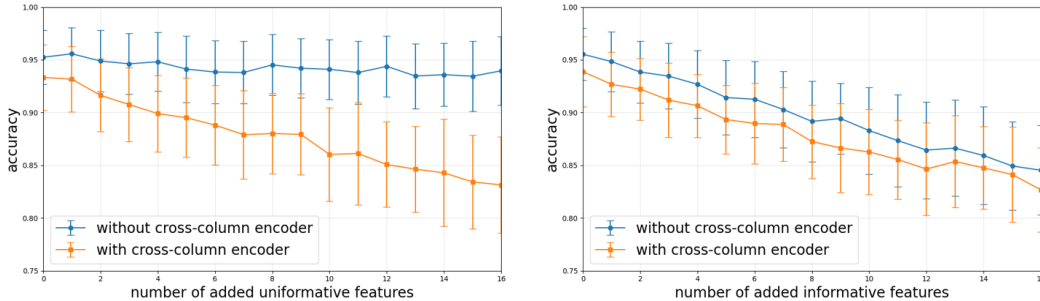 1.00
0.95
0.90
0.85
0.80
0.75
accuracy
without cross-column encoder
with cross-column encoder
0 2 4 6 8 10 12 14 16
number of added uniformative features
1.00
0.95
0.90
0.85
0.80
0.75
accuracy
without cross-column encoder
with cross-column encoder
0 2 4 6 8 10 12 14 16
number of added informative features